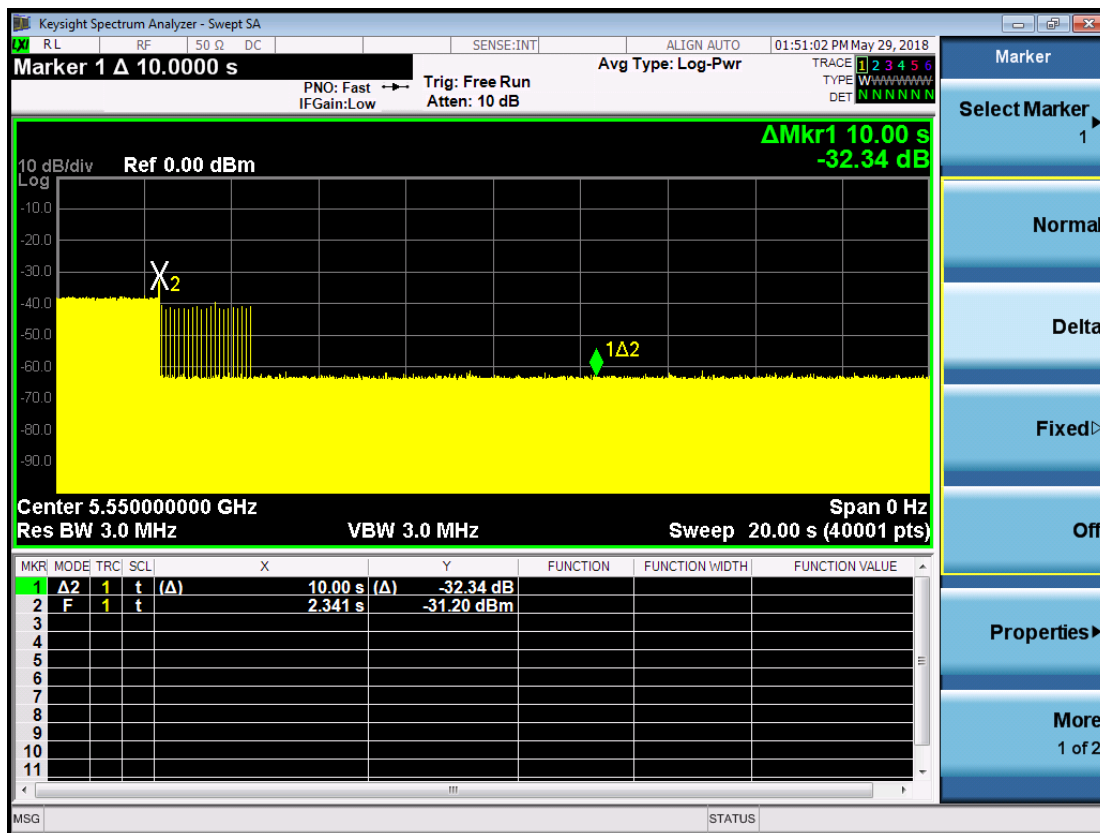 Keysight Spectrum Analyzer - Swept SA
LXI RL RF 50 Ω DC SENSE:INT ALIGN AUTO 01:51:02 PM May 29, 2018
Marker 1 Δ 10.0000 s
PNO: Fast
IFGain:Low
Trig: Free Run
Atten: 10 dB
Avg Type: Log-Pwr
TRACE 1 2 3 4 5 6
TYPE WWWWWWW
DET N N N N N N
ΔMkr1 10.00 s
-32.34 dB
10 dB/div Ref 0.00 dBm
Log
-10.0
-20.0
-30.0
-40.0
-50.0
-60.0
-70.0
-80.0
-90.0
X2
1Δ2
Center 5.550000000 GHz Span 0 Hz
Res BW 3.0 MHz VBW 3.0 MHz Sweep 20.00 s (40001 pts)
MKR MODE TRC SCL X Y FUNCTION FUNCTION WIDTH FUNCTION VALUE
1 Δ2 1 t (Δ) 10.00 s (Δ) -32.34 dB
2 F 1 t 2.341 s -31.20 dBm
3
4
5
6
7
8
9
10
11
MSG STATUS
Marker
Select Marker
1
Normal
Delta
Fixed
Off
Properties
More
1 of 2